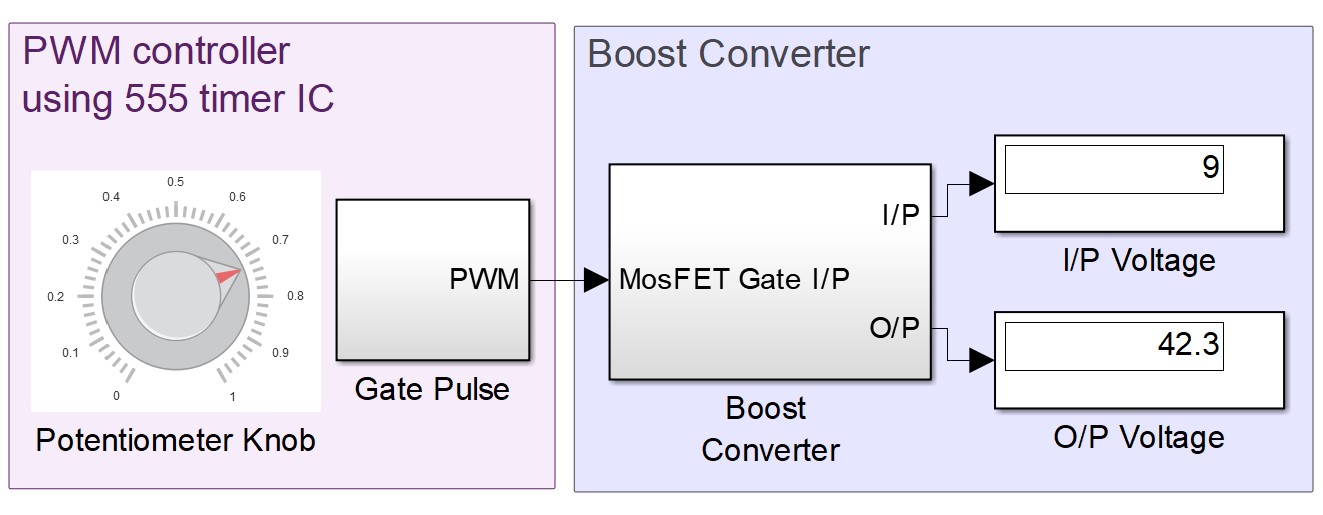 PWM controller
using 555 timer IC
0.5
0.4
0.6
0.3
0.7
0.2
0.8
0.1
0.9
0
1
Potentiometer Knob
PWM
Gate Pulse
Boost Converter
I/P
MosFET Gate I/P
O/P
Boost
Converter
9
I/P Voltage
42.3
O/P Voltage